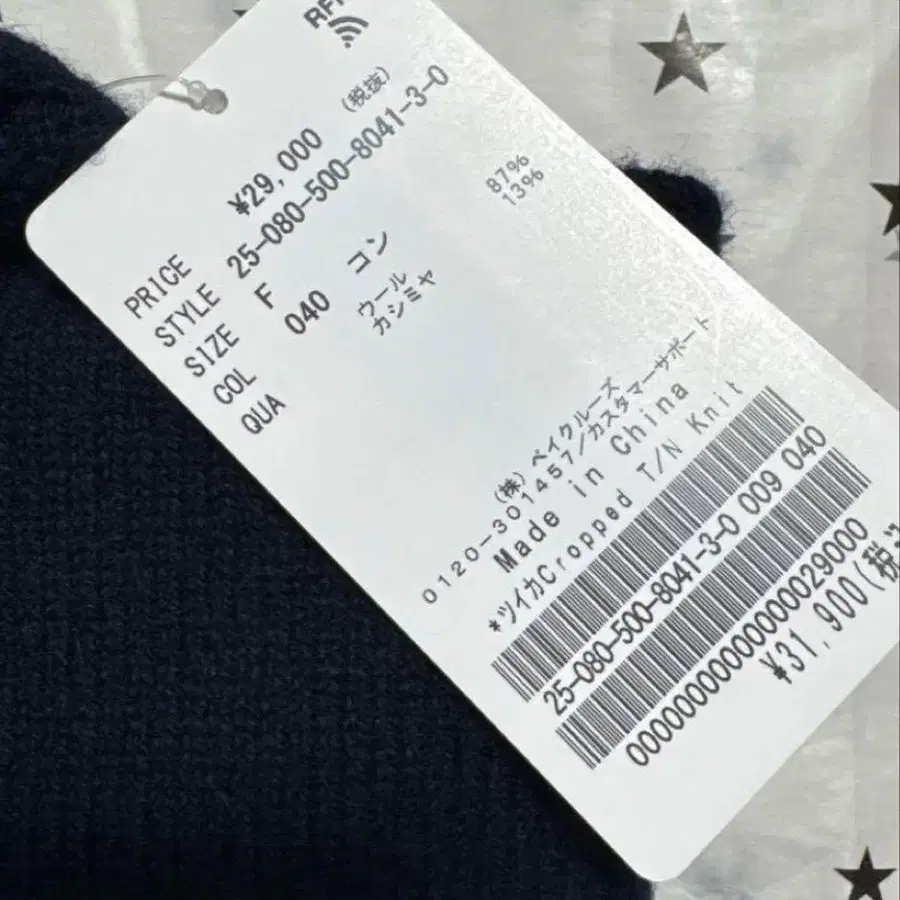 RFI
PRICE ¥29,000 (税抜)
STYLE 25-080-500-8041-3-0
SIZE F
COL 040 コン
QUA ウール 87%
カシミヤ 13%
(株)ベイクルーズ
0120-301457/カスタマーサポート
Made in China
*ツイカCropped T/N Knit
25-080-500-8041-3-0 009 040
00000000000000029000
¥31,900(税